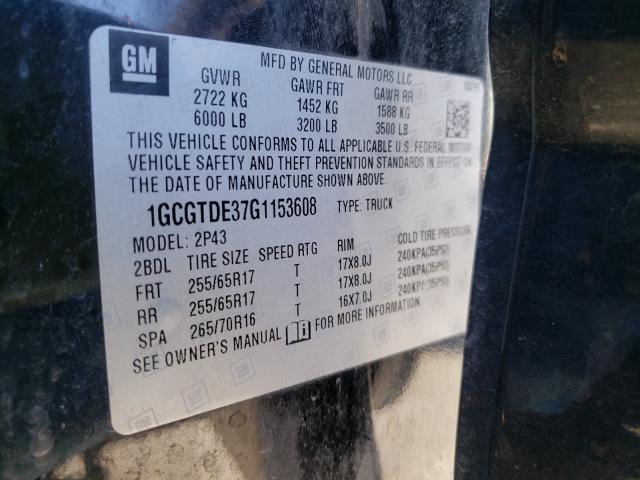 GM
MFD BY GENERAL MOTORS LLC
GVWR GAWR FRT GAWR RR
2722 KG 1452 KG 1588 KG
6000 LB 3200 LB 3500 LB
THIS VEHICLE CONFORMS TO ALL APPLICABLE U.S. FEDERAL MOTOR
VEHICLE SAFETY AND THEFT PREVENTION STANDARDS IN EFFECT ON
THE DATE OF MANUFACTURE SHOWN ABOVE.
1GCGTDE37G1153608 TYPE: TRUCK
MODEL: 2P43
2BDL TIRE SIZE SPEED RTG RIM COLD TIRE PRESSURE
FRT 255/65R17 T 17X8.0J 240KPA(35PSI)
RR 255/65R17 T 17X8.0J 240KPA(35PSI)
SPA 265/70R16 T 16X7.0J 240KPA(35PSI)
SEE OWNER'S MANUAL FOR MORE INFORMATION